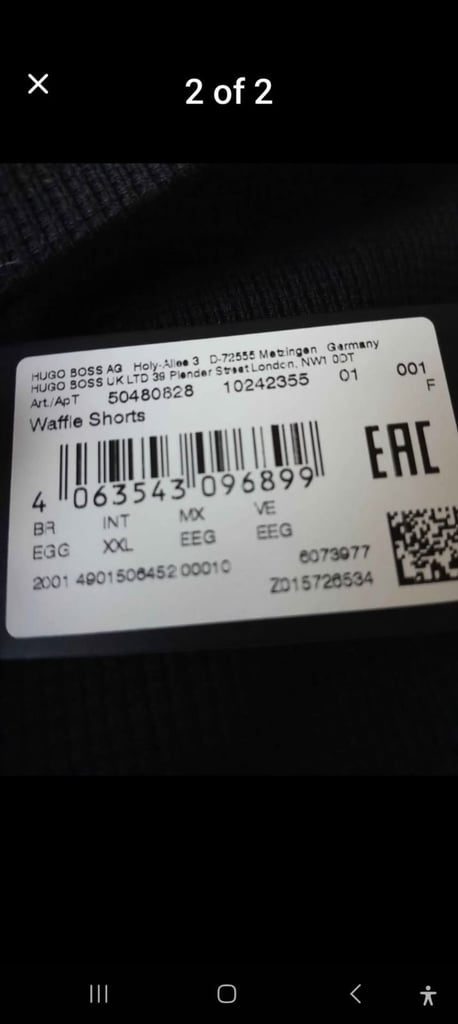 2 of 2
HUGO BOSS AG Holy-Allee 3 D-72555 Metzingen Germany
HUGO BOSS UK LTD 39 Plender Street London, NW1 0DT
Art./Apт 50480828 10242355 01 001
F
Waffle Shorts
EAC
4 063543 096899
BR INT MX VE
EGG XXL EEG EEG
2001 4901506452 00010 6073977
Z015726534